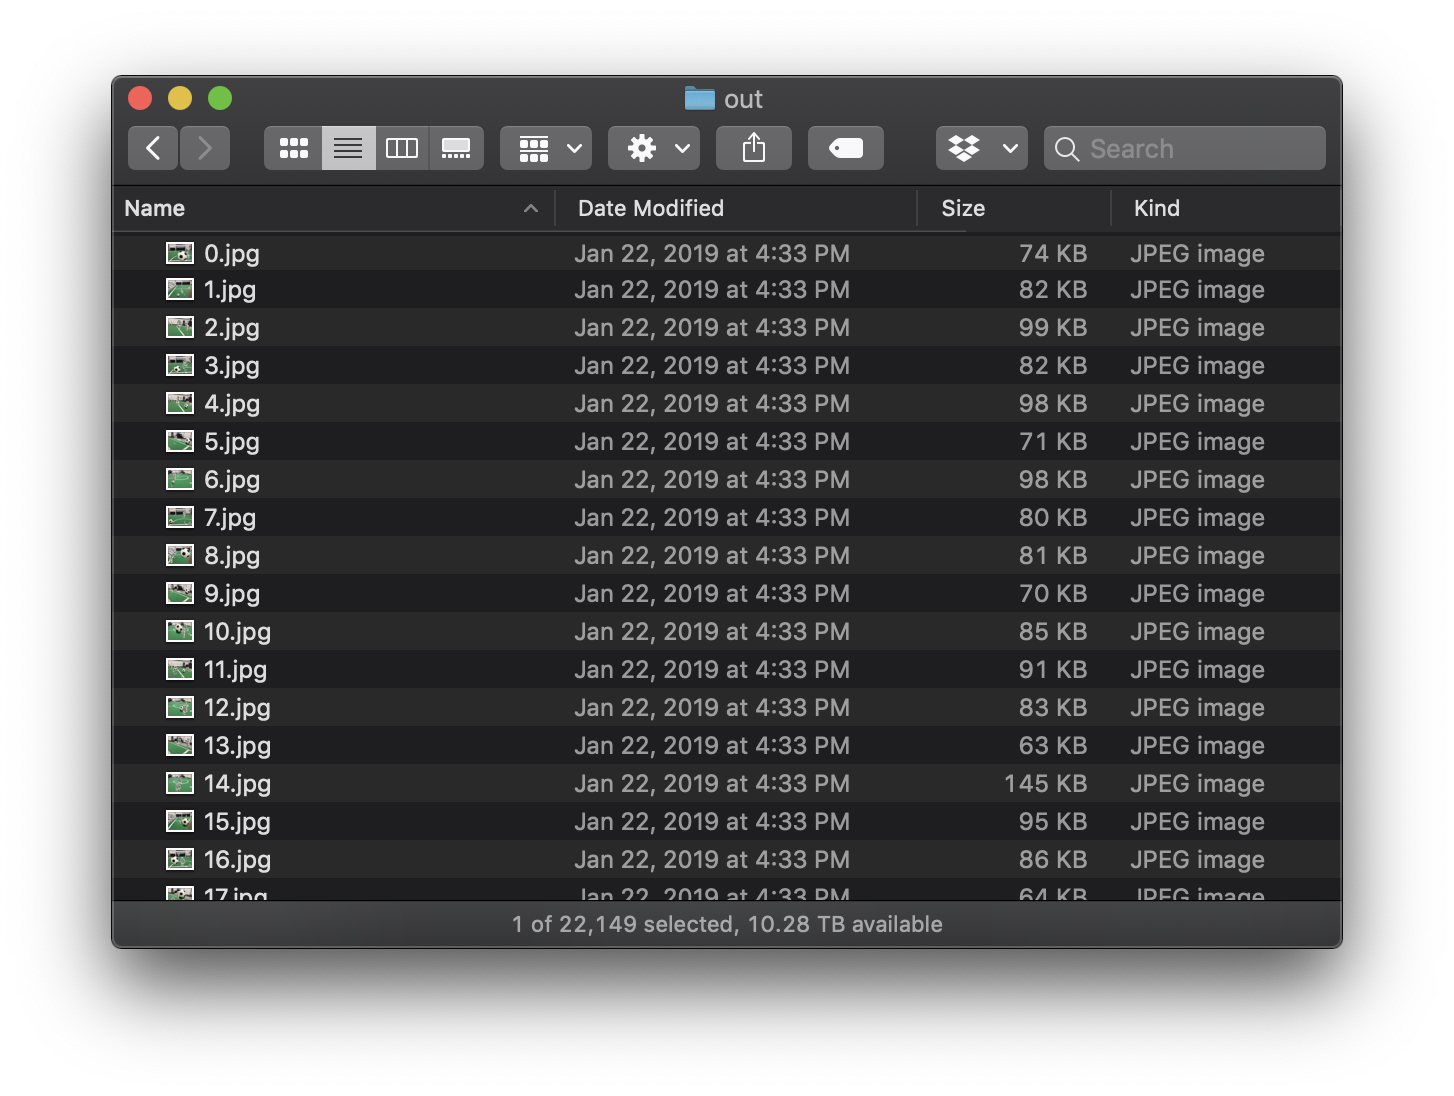 out
Search
Name Date Modified Size Kind
0.jpg Jan 22, 2019 at 4:33 PM 74 KB JPEG image
1.jpg Jan 22, 2019 at 4:33 PM 82 KB JPEG image
2.jpg Jan 22, 2019 at 4:33 PM 99 KB JPEG image
3.jpg Jan 22, 2019 at 4:33 PM 82 KB JPEG image
4.jpg Jan 22, 2019 at 4:33 PM 98 KB JPEG image
5.jpg Jan 22, 2019 at 4:33 PM 71 KB JPEG image
6.jpg Jan 22, 2019 at 4:33 PM 98 KB JPEG image
7.jpg Jan 22, 2019 at 4:33 PM 80 KB JPEG image
8.jpg Jan 22, 2019 at 4:33 PM 81 KB JPEG image
9.jpg Jan 22, 2019 at 4:33 PM 70 KB JPEG image
10.jpg Jan 22, 2019 at 4:33 PM 85 KB JPEG image
11.jpg Jan 22, 2019 at 4:33 PM 91 KB JPEG image
12.jpg Jan 22, 2019 at 4:33 PM 83 KB JPEG image
13.jpg Jan 22, 2019 at 4:33 PM 63 KB JPEG image
14.jpg Jan 22, 2019 at 4:33 PM 145 KB JPEG image
15.jpg Jan 22, 2019 at 4:33 PM 95 KB JPEG image
16.jpg Jan 22, 2019 at 4:33 PM 86 KB JPEG image
17.jpg Jan 22, 2019 at 4:33 PM 64 KB JPEG image
1 of 22,149 selected, 10.28 TB available